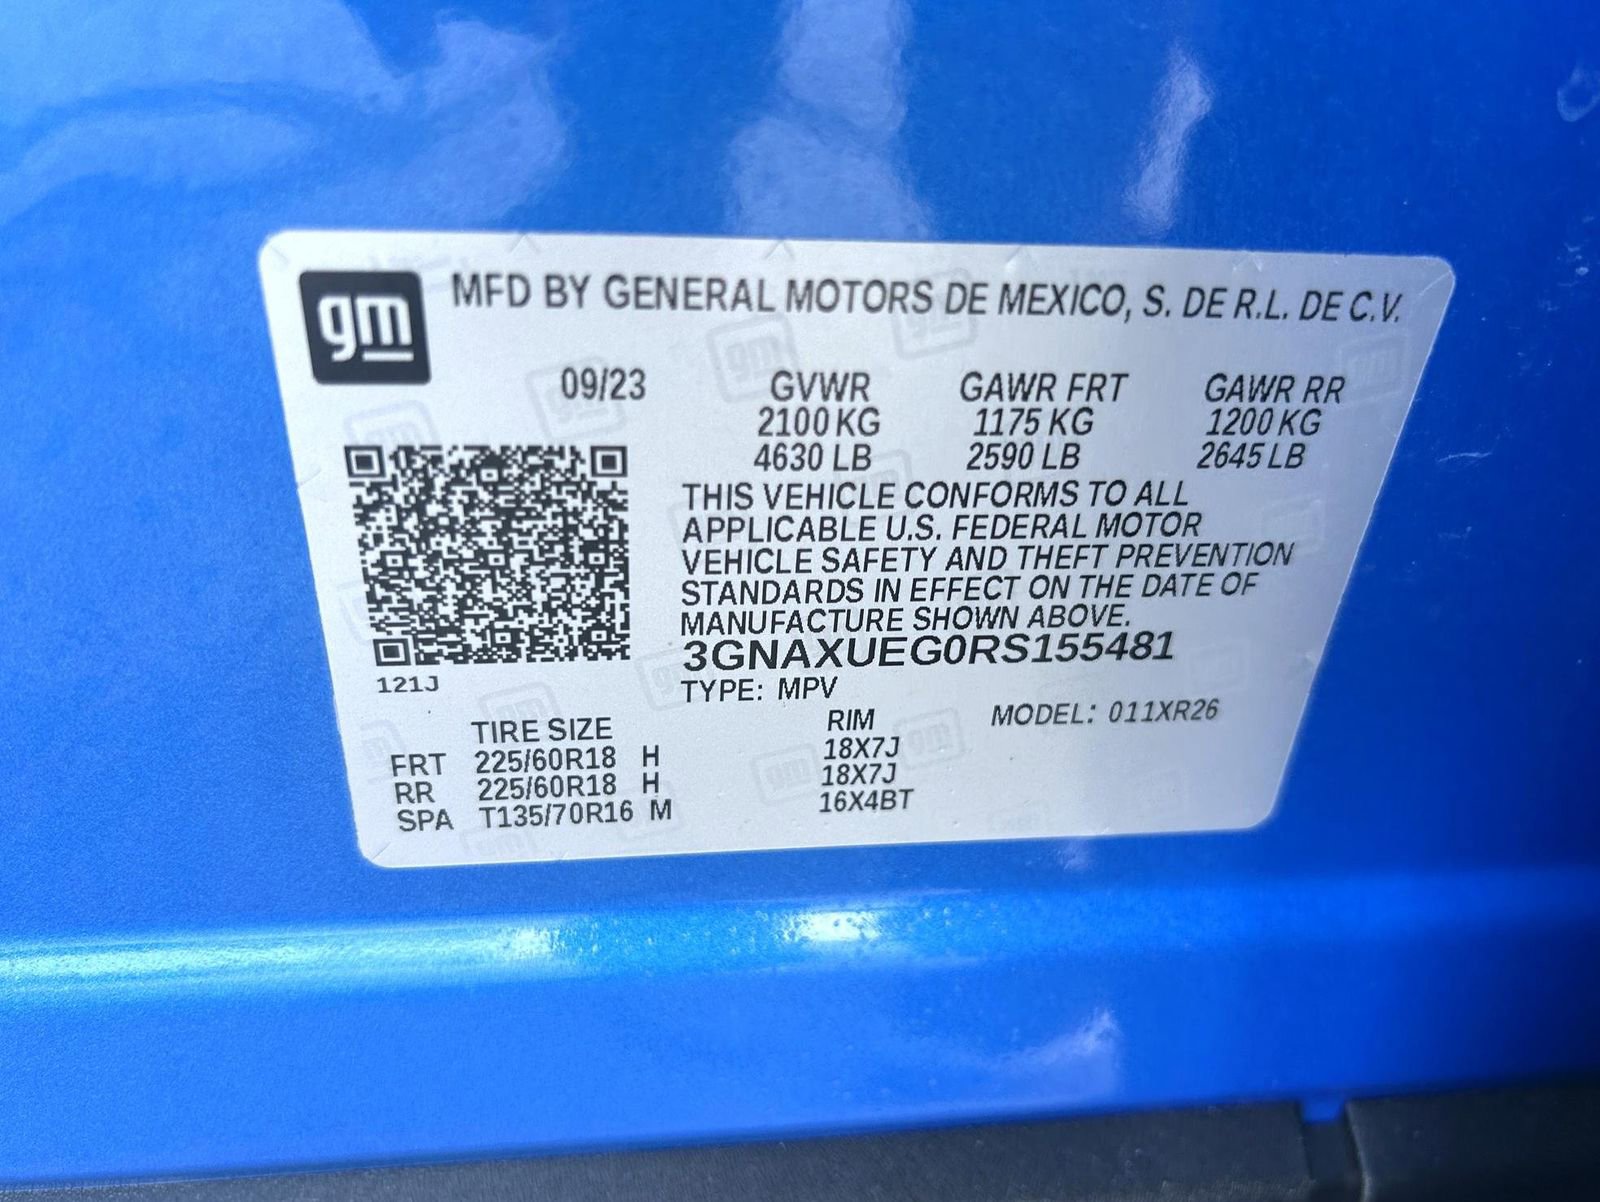 gm MFD BY GENERAL MOTORS DE MEXICO, S. DE R.L. DE C.V.
09/23 GVWR GAWR FRT GAWR RR
2100 KG 1175 KG 1200 KG
4630 LB 2590 LB 2645 LB
THIS VEHICLE CONFORMS TO ALL
APPLICABLE U.S. FEDERAL MOTOR
VEHICLE SAFETY AND THEFT PREVENTION
STANDARDS IN EFFECT ON THE DATE OF
MANUFACTURE SHOWN ABOVE.
3GNAXUEG0RS155481
121J TYPE: MPV
TIRE SIZE RIM MODEL: 011XR26
FRT 225/60R18 H 18X7J
RR 225/60R18 H 18X7J
SPA T135/70R16 M 16X4BT